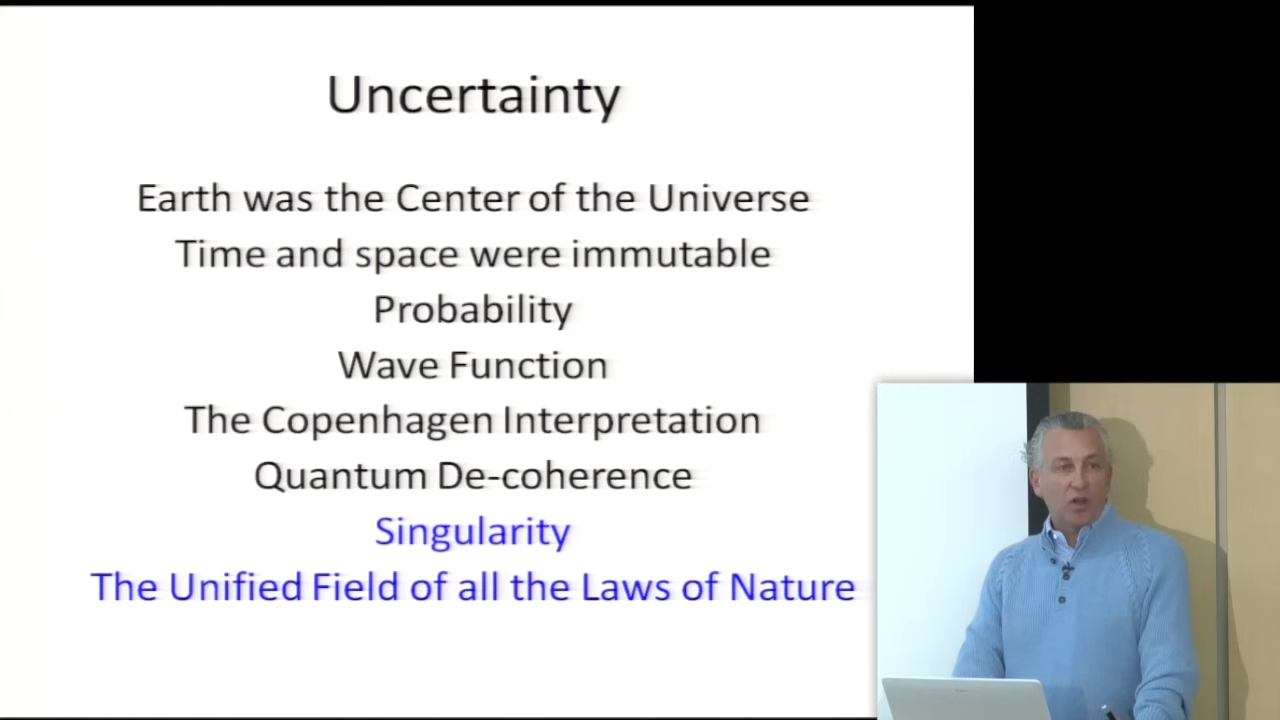 Uncertainty
Earth was the Center of the Universe
Time and space were immutable
Probability
Wave Function
The Copenhagen Interpretation
Quantum De-coherence
Singularity
The Unified Field of all the Laws of Nature